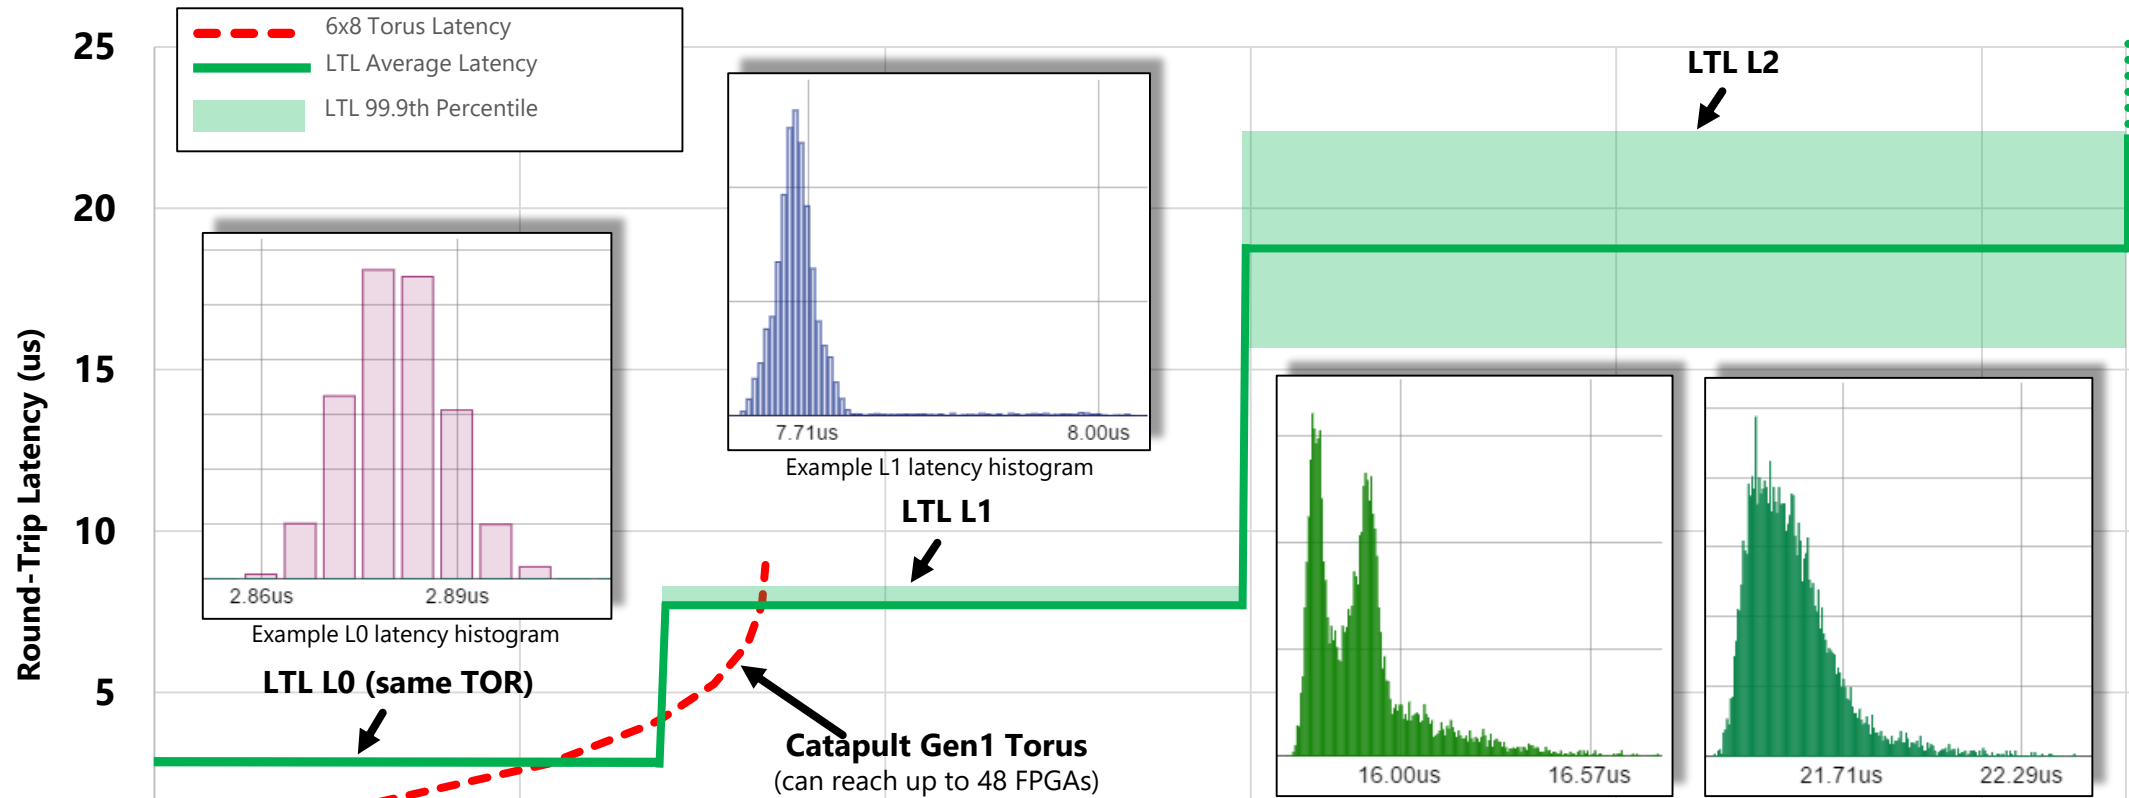 6x8 Torus Latency
LTL Average Latency
LTL 99.9th Percentile
25
20
15
10
5
Round-Trip Latency (us)
2.86us 2.89us
Example L0 latency histogram
LTL L0 (same TOR)
7.71us 8.00us
Example L1 latency histogram
LTL L1
Catapult Gen1 Torus
(can reach up to 48 FPGAs)
LTL L2
16.00us 16.57us
21.71us 22.29us